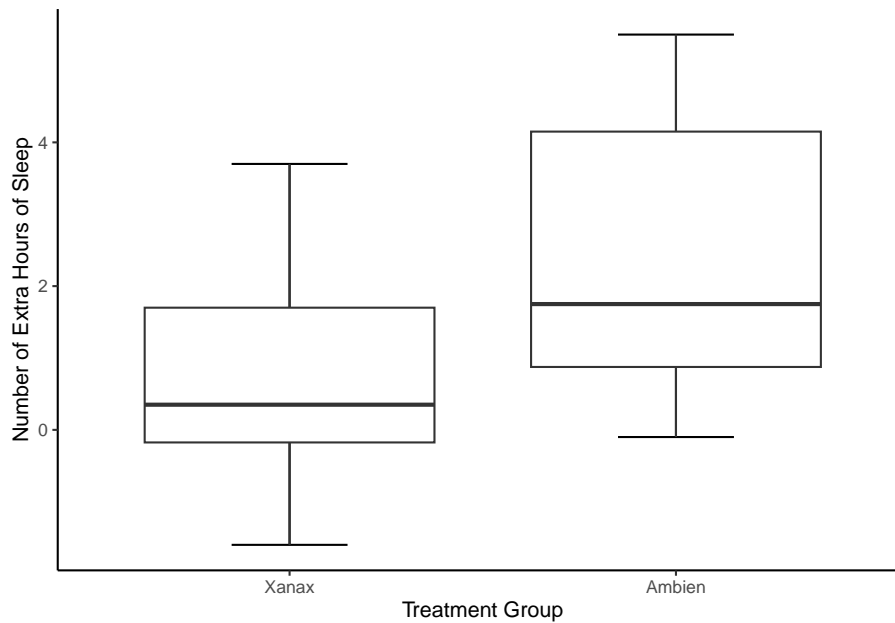 Number of Extra Hours of Sleep
4
2
0
Xanax
Ambien
Treatment Group